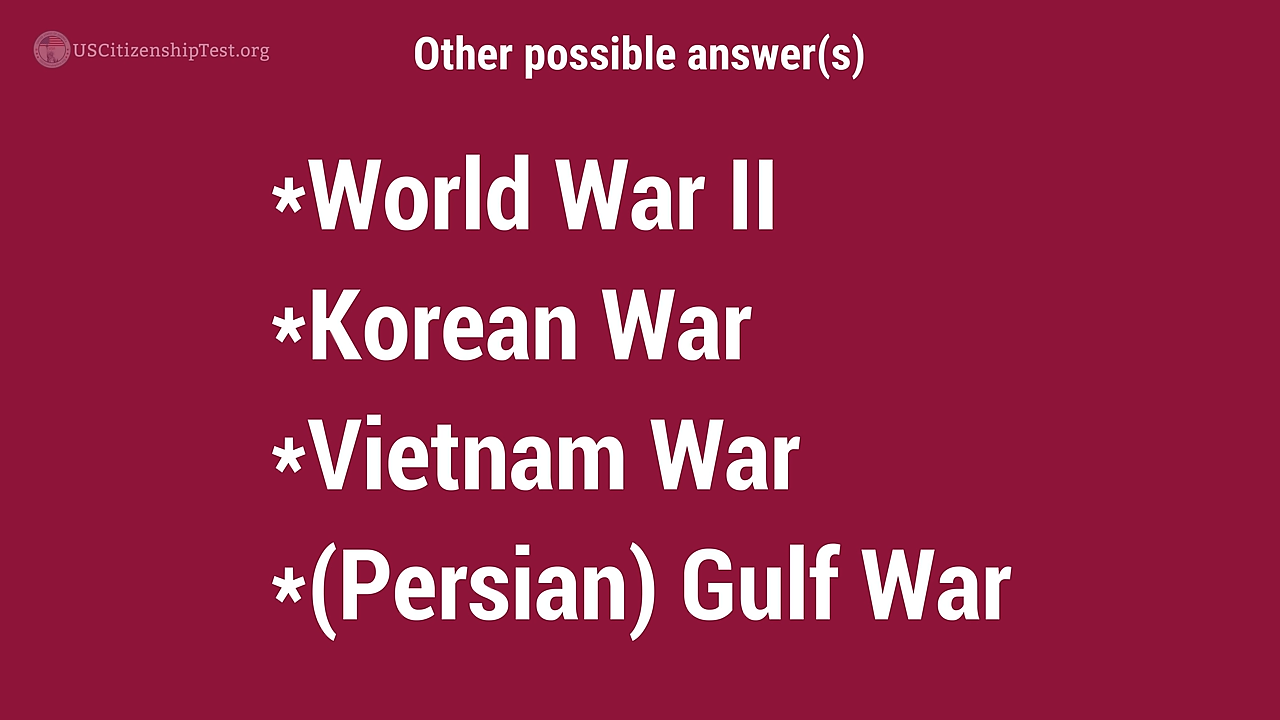 USCitizenshipTest.org
Other possible answer(s)
*World War II
*Korean War
*Vietnam War
*(Persian) Gulf War